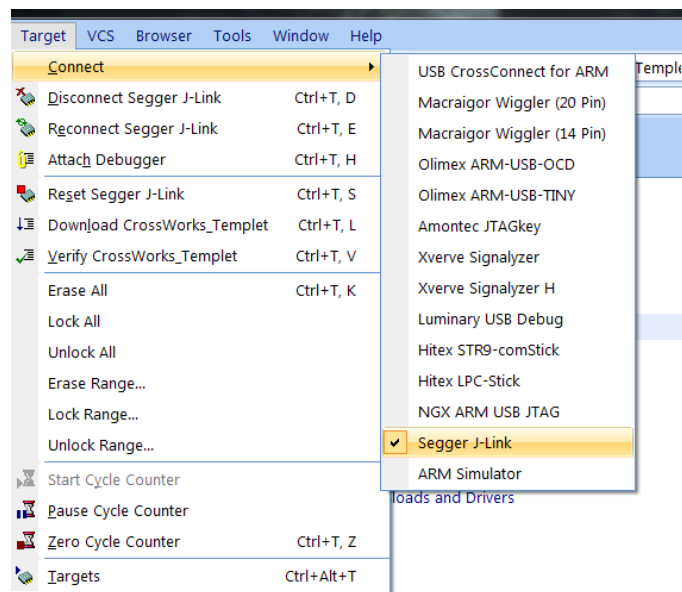 Target VCS Browser Tools Window Help
Connect
Disconnect Segger J-Link Ctrl+T, D
Reconnect Segger J-Link Ctrl+T, E
Attach Debugger Ctrl+T, H
Reset Segger J-Link Ctrl+T, S
Download CrossWorks_Templet Ctrl+T, L
Verify CrossWorks_Templet Ctrl+T, V
Erase All Ctrl+T, K
Lock All
Unlock All
Erase Range...
Lock Range...
Unlock Range...
Start Cycle Counter
Pause Cycle Counter
Zero Cycle Counter Ctrl+T, Z
Targets Ctrl+Alt+T
USB CrossConnect for ARM
Macraigor Wiggler (20 Pin)
Macraigor Wiggler (14 Pin)
Olimex ARM-USB-OCD
Olimex ARM-USB-TINY
Amontec JTAGkey
Xverve Signalyzer
Xverve Signalyzer H
Luminary USB Debug
Hitex STR9-comStick
Hitex LPC-Stick
NGX ARM USB JTAG
Segger J-Link
ARM Simulator
Temple
loads and Drivers